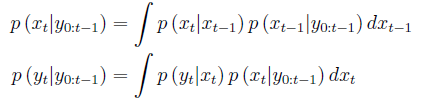 p (x_t|y_{0:t−1}) = ∫ p (x_t|x_{t−1}) p (x_{t−1}|y_{0:t−1}) dx_{t−1}
p (y_t|y_{0:t−1}) = ∫ p (y_t|x_t) p (x_t|y_{0:t−1}) dx_t